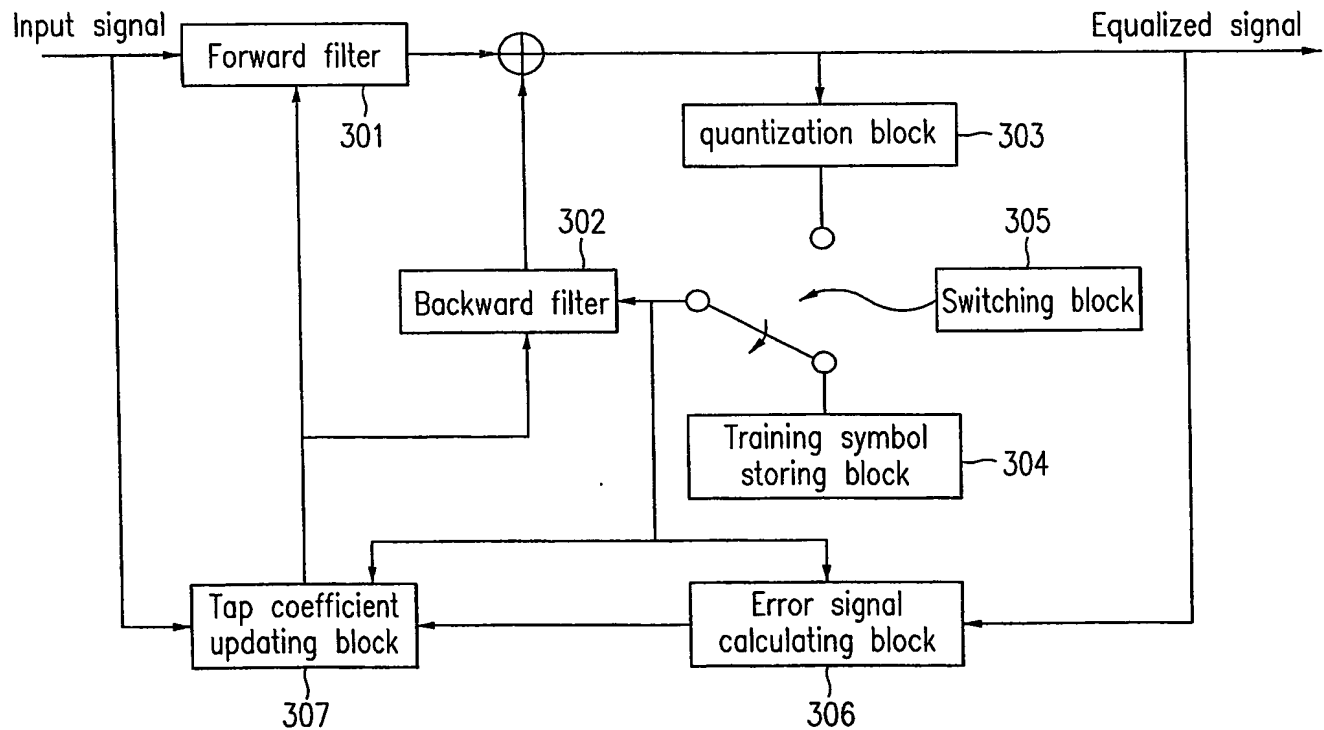 Input signal
Equalized signal
Forward filter
301
quantization block
303
302
305
Backward filter
Switching block
Training symbol
storing block
304
Tap coefficient
updating block
Error signal
calculating block
307
306